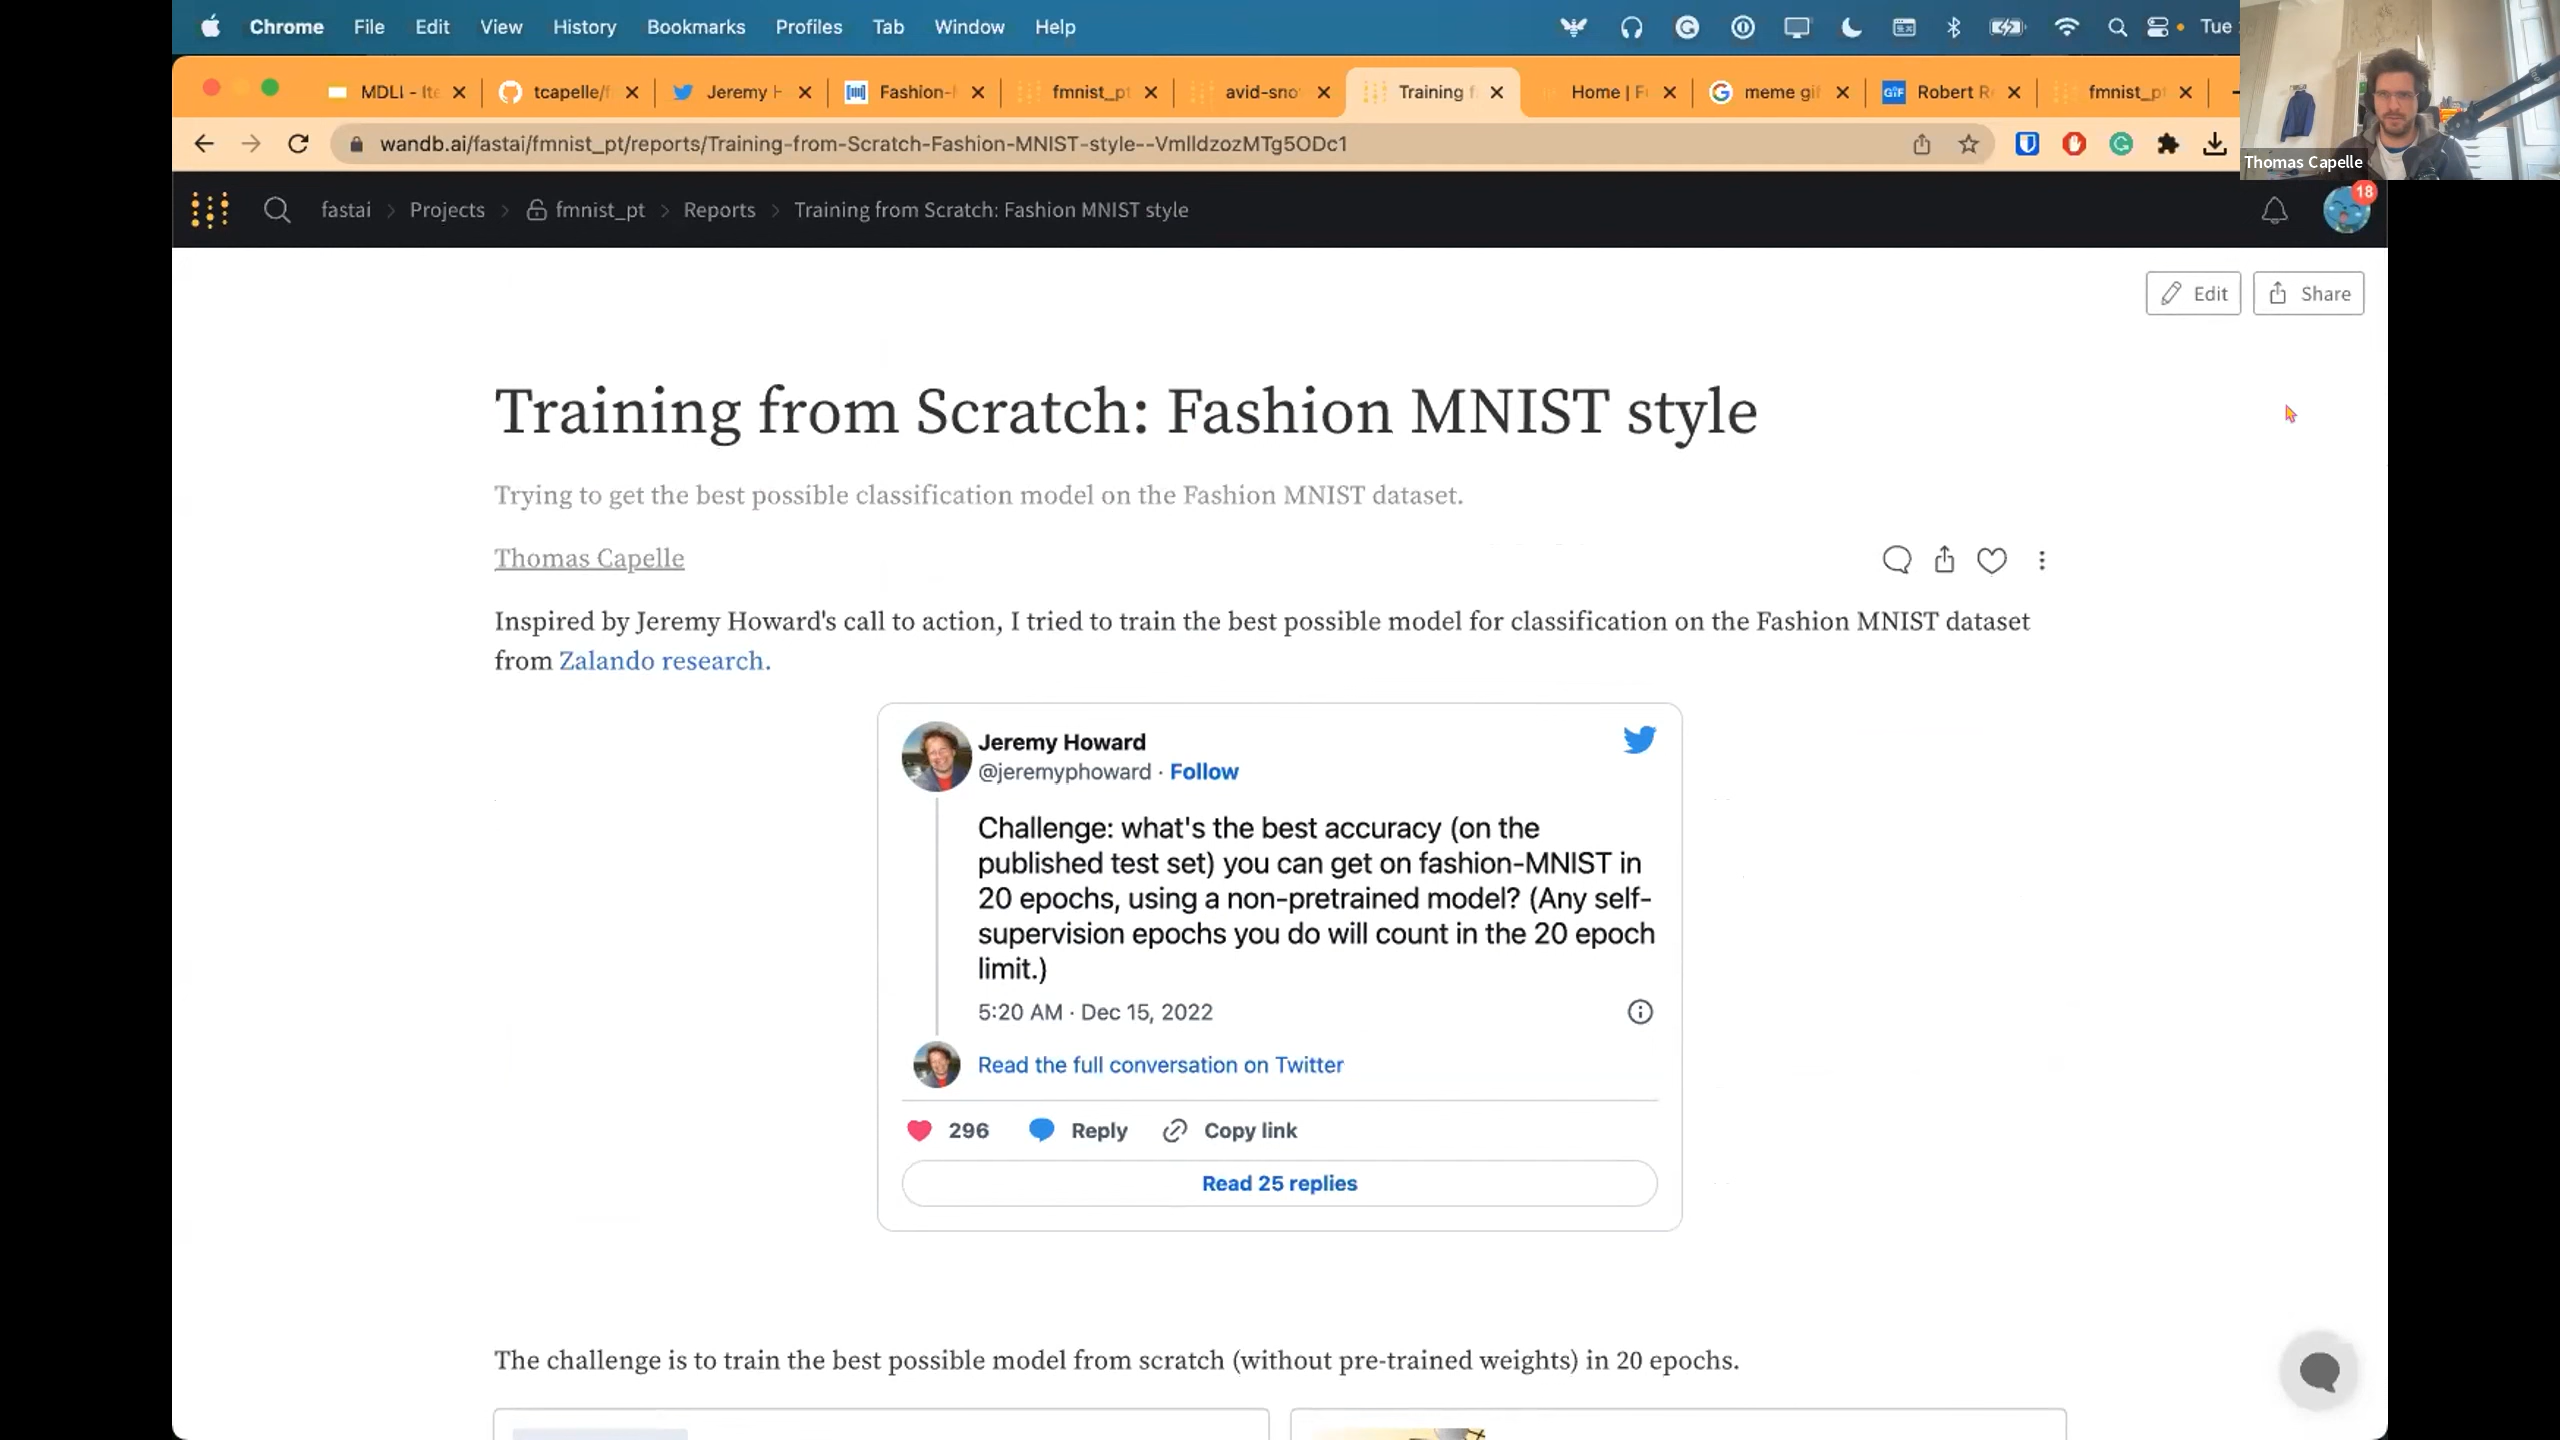 Chrome File Edit View History Bookmarks Profiles Tab Window Help Tue
MDLI - Ite tcapelle/f Jeremy H Fashion- fmnist_pt avid-sno Training f Home | F meme gif GIF Robert R fmnist_pt
wandb.ai/fastai/fmnist_pt/reports/Training-from-Scratch-Fashion-MNIST-style--VmlldzozMTg5ODc1
Thomas Capelle
fastai > Projects > fmnist_pt > Reports > Training from Scratch: Fashion MNIST style 18
Edit Share
Training from Scratch: Fashion MNIST style
Trying to get the best possible classification model on the Fashion MNIST dataset.
Thomas Capelle
Inspired by Jeremy Howard's call to action, I tried to train the best possible model for classification on the Fashion MNIST dataset
from Zalando research.
Jeremy Howard
@jeremyphoward · Follow
Challenge: what's the best accuracy (on the
published test set) you can get on fashion-MNIST in
20 epochs, using a non-pretrained model? (Any self-
supervision epochs you do will count in the 20 epoch
limit.)
5:20 AM · Dec 15, 2022
Read the full conversation on Twitter
296 Reply Copy link
Read 25 replies
The challenge is to train the best possible model from scratch (without pre-trained weights) in 20 epochs.